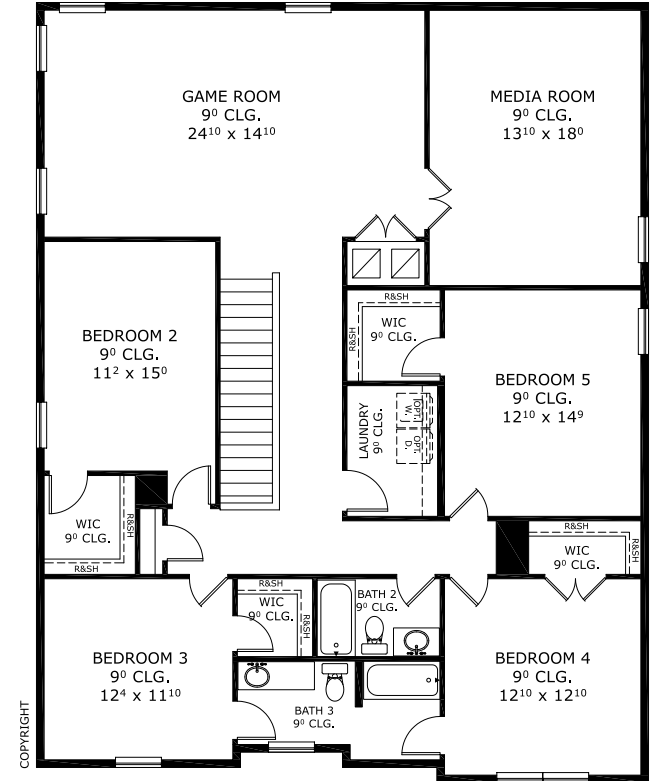 GAME ROOM
9⁰ CLG.
24¹⁰ x 14¹⁰
MEDIA ROOM
9⁰ CLG.
13¹⁰ x 18⁰
R&SH
R&SH
WIC
9⁰ CLG.
BEDROOM 2
9⁰ CLG.
11² x 15⁰
BEDROOM 5
9⁰ CLG.
12¹⁰ x 14⁹
LAUNDRY
9⁰ CLG.
(OPT.
W.
OPT.
D.
WIC
9⁰ CLG.
R&SH
R&SH
R&SH
WIC
9⁰ CLG.
R&SH
R&SH
WIC
9⁰ CLG.
R&SH
BATH 2
9⁰ CLG.
BEDROOM 3
9⁰ CLG.
12⁴ x 11¹⁰
BEDROOM 4
9⁰ CLG.
12¹⁰ x 12¹⁰
BATH 3
9⁰ CLG.
COPYRIGHT